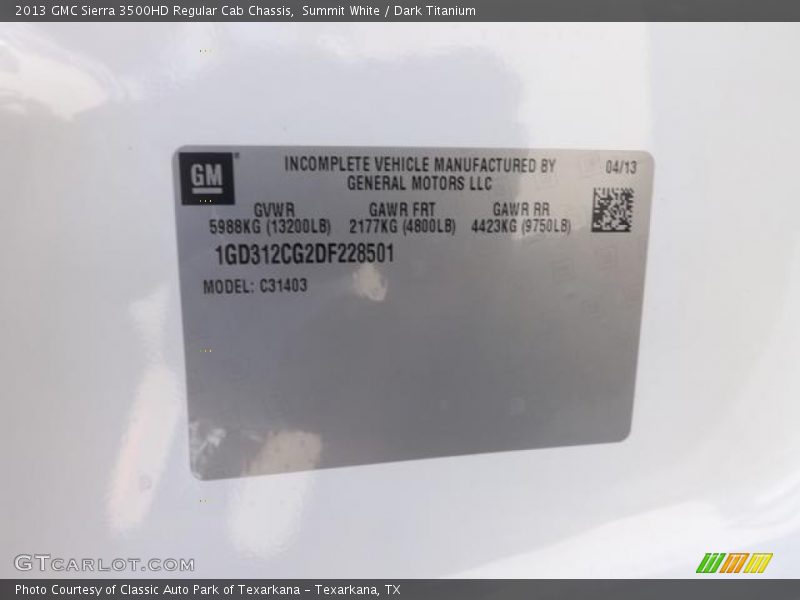 2013 GMC Sierra 3500HD Regular Cab Chassis, Summit White / Dark Titanium
GM
INCOMPLETE VEHICLE MANUFACTURED BY
GENERAL MOTORS LLC
04/13
GVWR GAWR FRT GAWR RR
5988KG (13200LB) 2177KG (4800LB) 4423KG (9750LB)
1GD312CG2DF228501
MODEL: C31403
GTCARLOT.COM
Photo Courtesy of Classic Auto Park of Texarkana - Texarkana, TX